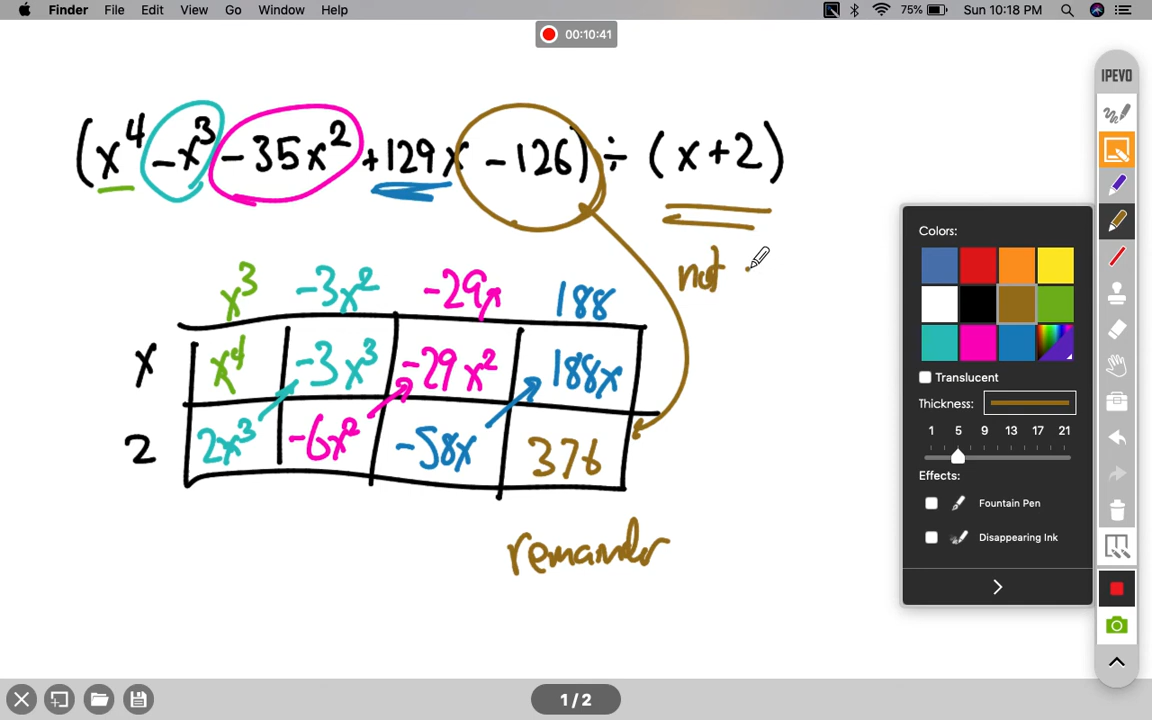 Finder File Edit View Go Window Help 75% Sun 10:18 PM
00:10:41
IPEVO
(x⁴ -x³ -35x² +129x -126) ÷ (x+2)
not
x³ -3x² -29x 188
x x⁴ -3x³ -29x² 188x
2 2x³ -6x² -58x 376
remander
Colors:
Translucent
Thickness:
1 5 9 13 17 21
Effects:
Fountain Pen
Disappearing Ink
1/2